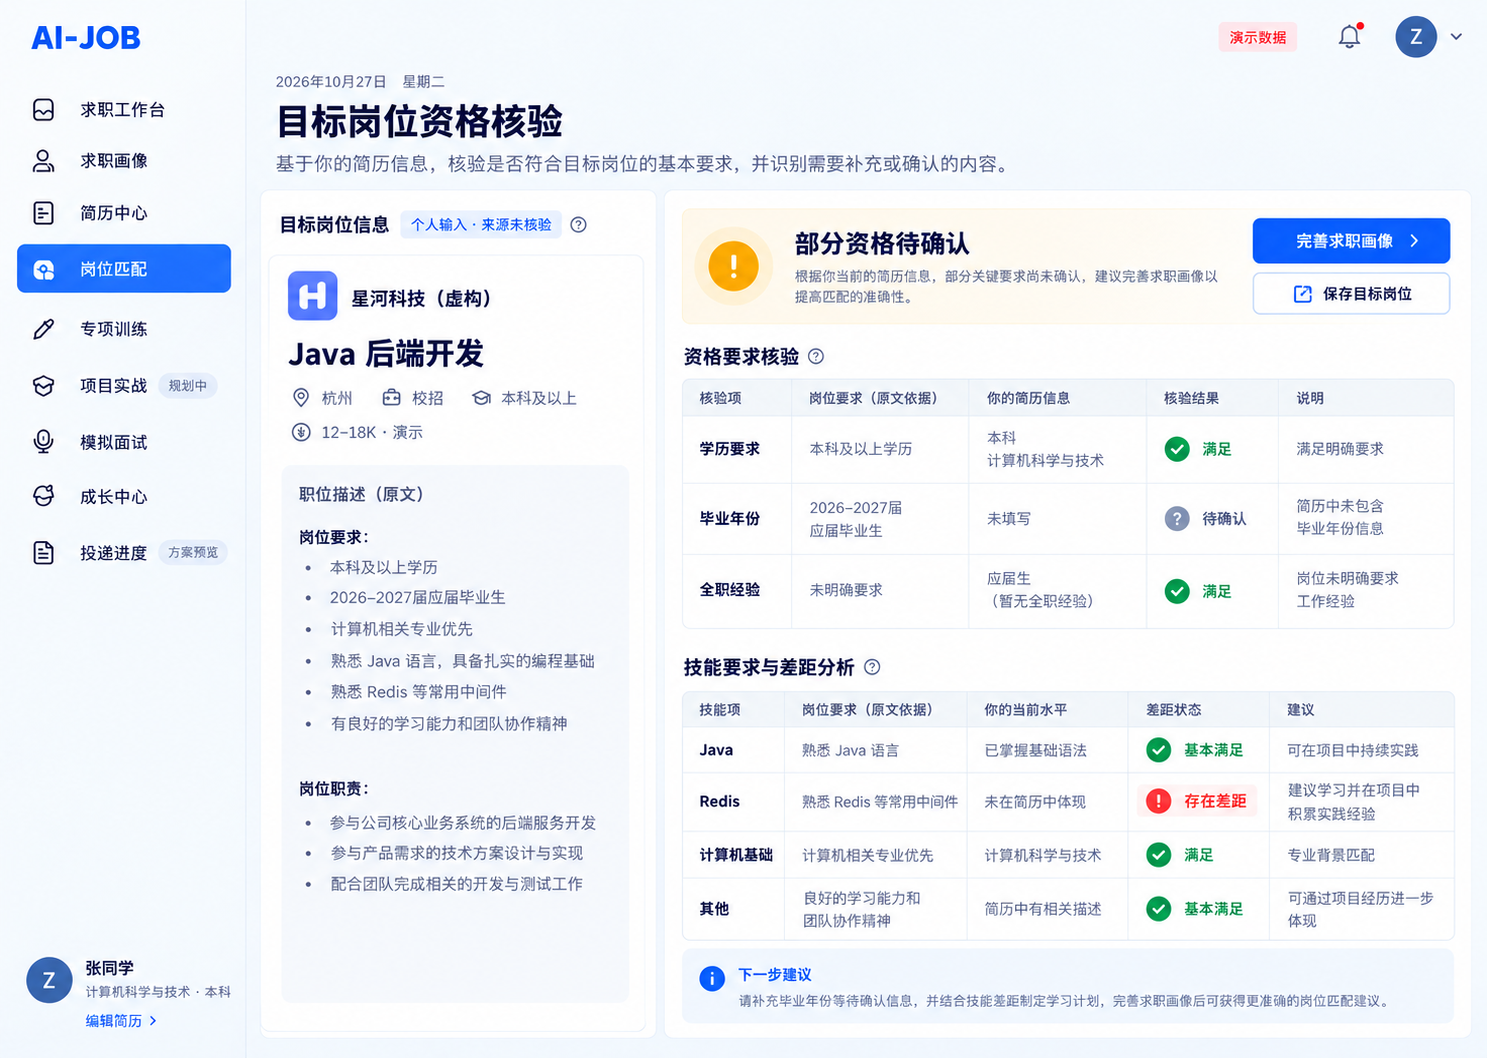 AI-JOB
演示数据
Z
求职工作台
求职画像
简历中心
岗位匹配
专项训练
项目实战 规划中
模拟面试
成长中心
投递进度 方案预览
Z
张同学
计算机科学与技术 · 本科
编辑简历
2026年10月27日 星期二
目标岗位资格核验
基于你的简历信息，核验是否符合目标岗位的基本要求，并识别需要补充或确认的内容。
目标岗位信息 个人输入 · 来源未核验
星河科技（虚构）
Java 后端开发
杭州 校招 本科及以上
12–18K · 演示
职位描述（原文）
岗位要求：
• 本科及以上学历
• 2026–2027届应届毕业生
• 计算机相关专业优先
• 熟悉 Java 语言，具备扎实的编程基础
• 熟悉 Redis 等常用中间件
• 有良好的学习能力和团队协作精神
岗位职责：
• 参与公司核心业务系统的后端服务开发
• 参与产品需求的技术方案设计与实现
• 配合团队完成相关的开发与测试工作
部分资格待确认
根据你当前的简历信息，部分关键要求尚未确认，建议完善求职画像以
提高匹配的准确性。
完善求职画像
保存目标岗位
资格要求核验
核验项 岗位要求（原文依据） 你的简历信息 核验结果 说明
学历要求 本科及以上学历 本科
计算机科学与技术 满足 满足明确要求
毕业年份 2026–2027届
应届毕业生 未填写 待确认 简历中未包含
毕业年份信息
全职经验 未明确要求 应届生
（暂无全职经验） 满足 岗位未明确要求
工作经验
技能要求与差距分析
技能项 岗位要求（原文依据） 你的当前水平 差距状态 建议
Java 熟悉 Java 语言 已掌握基础语法 基本满足 可在项目中持续实践
Redis 熟悉 Redis 等常用中间件 未在简历中体现 存在差距 建议学习并在项目中
积累实践经验
计算机基础 计算机相关专业优先 计算机科学与技术 满足 专业背景匹配
其他 良好的学习能力和
团队协作精神 简历中有相关描述 基本满足 可通过项目经历进一步
体现
下一步建议
请补充毕业年份等待确认信息，并结合技能差距制定学习计划，完善求职画像后可获得更准确的岗位匹配建议。